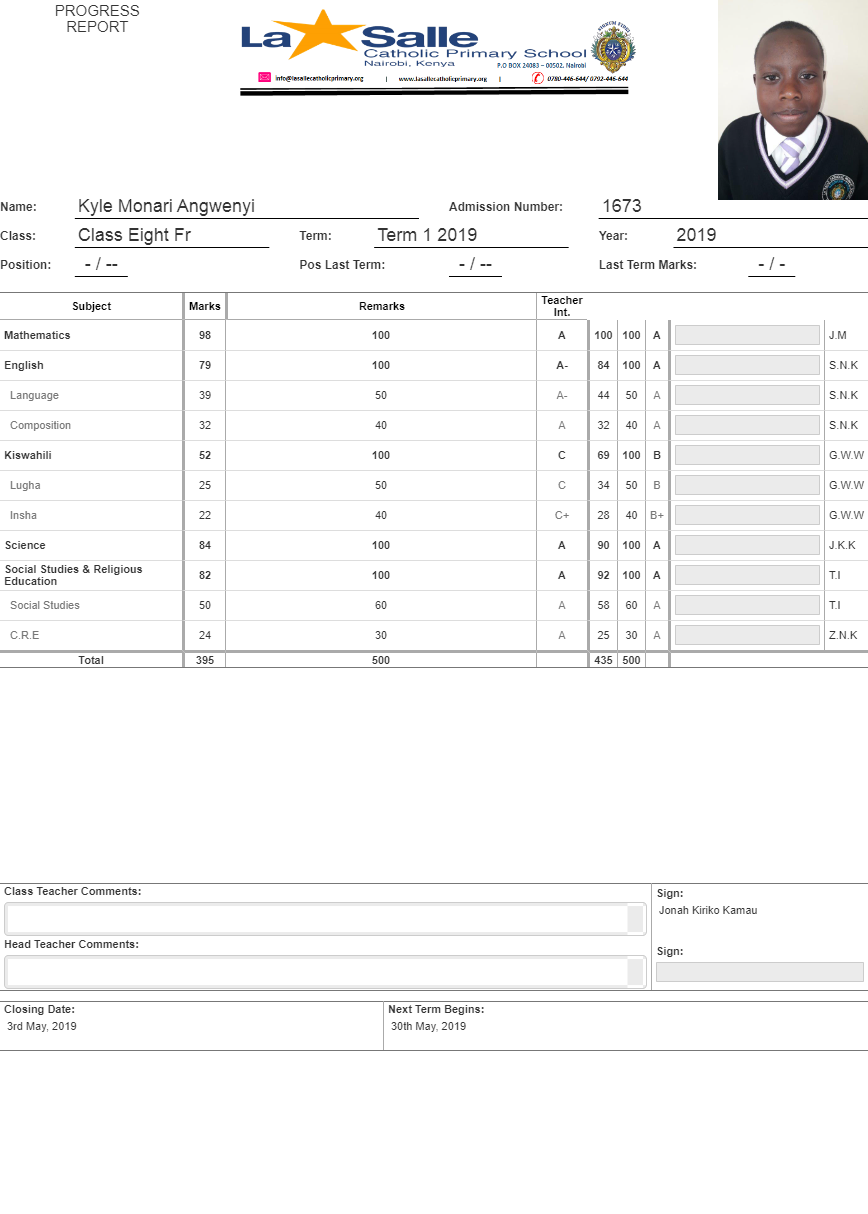 PROGRESS
REPORT
La Salle
Catholic Primary School
Nairobi, Kenya
P.O BOX 24083 – 00502, Nairobi
info@lasallecatholicprimary.org | www.lasallecatholicprimary.org | 0780-446-644/ 0792-446-644
Name: Kyle Monari Angwenyi Admission Number: 1673
Class: Class Eight Fr Term: Term 1 2019 Year: 2019
Position: - / -- Pos Last Term: - / -- Last Term Marks: - / -
Subject Marks Remarks Teacher Int.
Mathematics 98 100 A 100 100 A J.M
English 79 100 A- 84 100 A S.N.K
Language 39 50 A- 44 50 A S.N.K
Composition 32 40 A 32 40 A S.N.K
Kiswahili 52 100 C 69 100 B G.W.W
Lugha 25 50 C 34 50 B G.W.W
Insha 22 40 C+ 28 40 B+ G.W.W
Science 84 100 A 90 100 A J.K.K
Social Studies & Religious
Education 82 100 A 92 100 A T.I
Social Studies 50 60 A 58 60 A T.I
C.R.E 24 30 A 25 30 A Z.N.K
Total 395 500 435 500
Class Teacher Comments: Sign:
Jonah Kiriko Kamau
Head Teacher Comments: Sign:
Closing Date: Next Term Begins:
3rd May, 2019 30th May, 2019